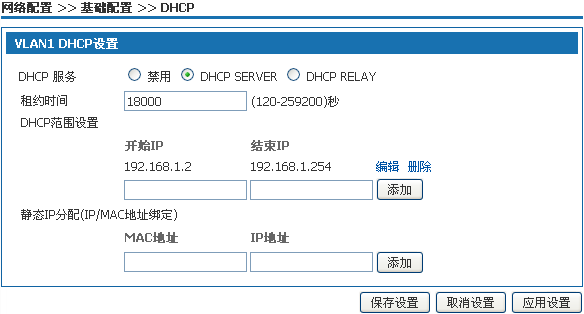 网络配置 >> 基础配置 >> DHCP
VLAN1 DHCP设置
DHCP 服务 禁用 DHCP SERVER DHCP RELAY
租约时间 18000 (120-259200)秒
DHCP范围设置
开始IP 结束IP
192.168.1.2 192.168.1.254 编辑 删除
添加
静态IP分配(IP/MAC地址绑定)
MAC地址 IP地址
添加
保存设置 取消设置 应用设置